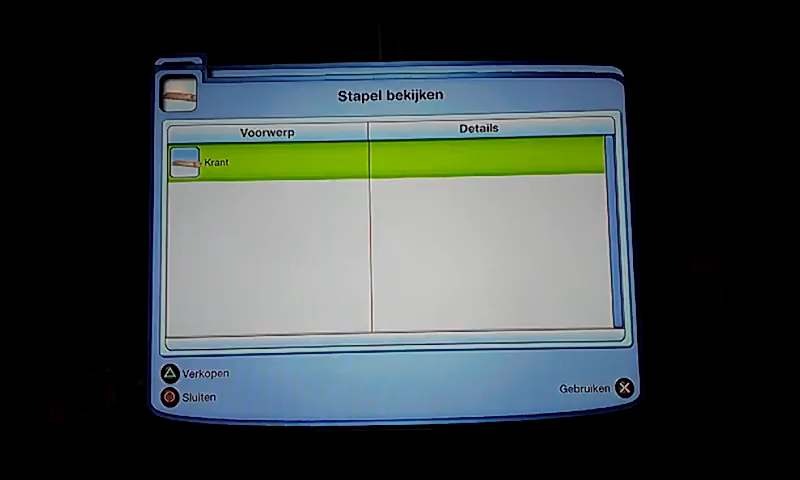 Stapel bekijken
Voorwerp Details
Krant
Verkopen
Sluiten
Gebruiken